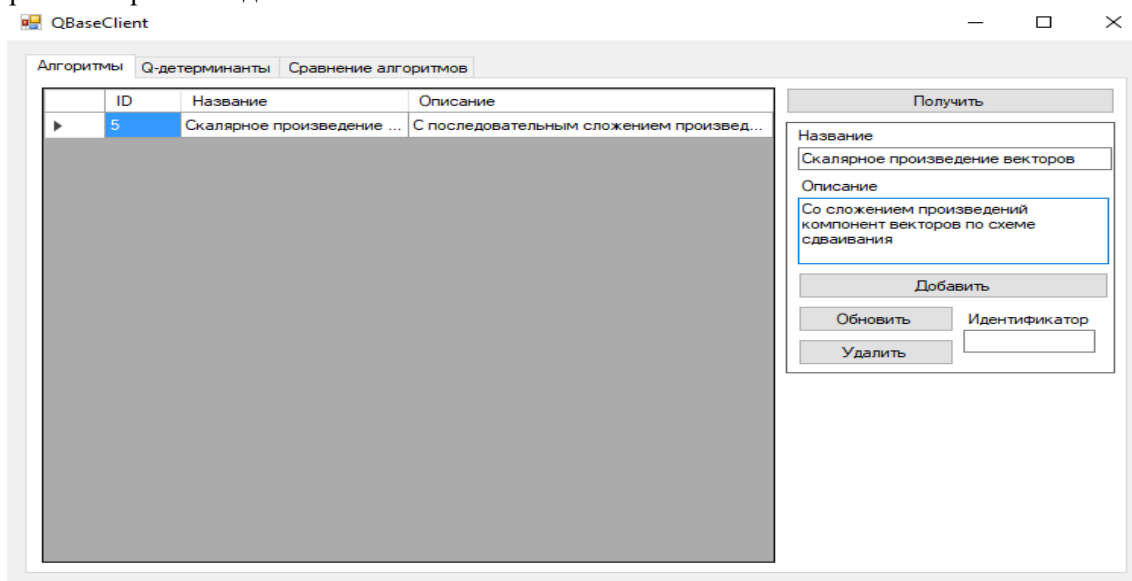 QBaseClient
Алгоритмы Q-детерминанты Сравнение алгоритмов
ID Название Описание
5 Скалярное произведение ... С последовательным сложением произвед...
Получить
Название
Скалярное произведение векторов
Описание
Со сложением произведений
компонент векторов по схеме
сдваивания
Добавить
Обновить Идентификатор
Удалить